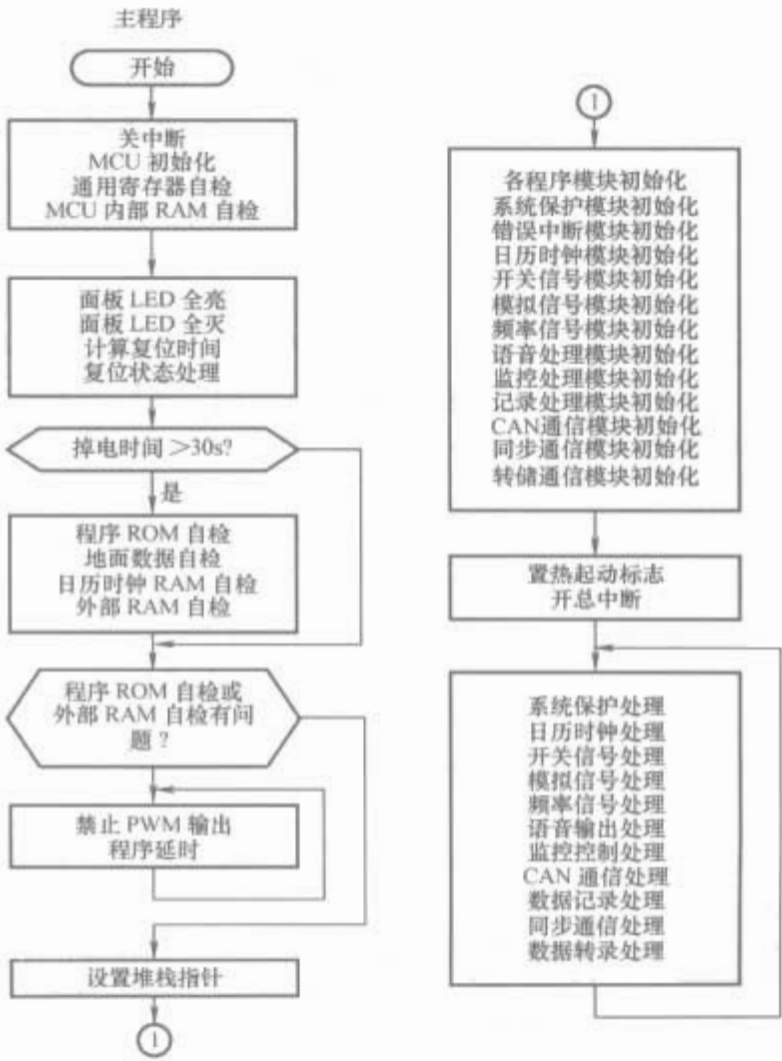 主程序
开始
关中断
MCU 初始化
通用寄存器自检
MCU 内部 RAM 自检
面板 LED 全亮
面板 LED 全灭
计算复位时间
复位状态处理
掉电时间 >30s?
是
程序 ROM 自检
地面数据自检
日历时钟 RAM 自检
外部 RAM 自检
程序 ROM 自检或
外部 RAM 自检有问
题？
禁止 PWM 输出
程序延时
设置堆栈指针
1
1
各程序模块初始化
系统保护模块初始化
错误中断模块初始化
日历时钟模块初始化
开关信号模块初始化
模拟信号模块初始化
频率信号模块初始化
语音处理模块初始化
监控处理模块初始化
记录处理模块初始化
CAN通信模块初始化
同步通信模块初始化
转储通信模块初始化
置热起动标志
开总中断
系统保护处理
日历时钟处理
开关信号处理
模拟信号处理
频率信号处理
语音输出处理
监控控制处理
CAN 通信处理
数据记录处理
同步通信处理
数据转录处理